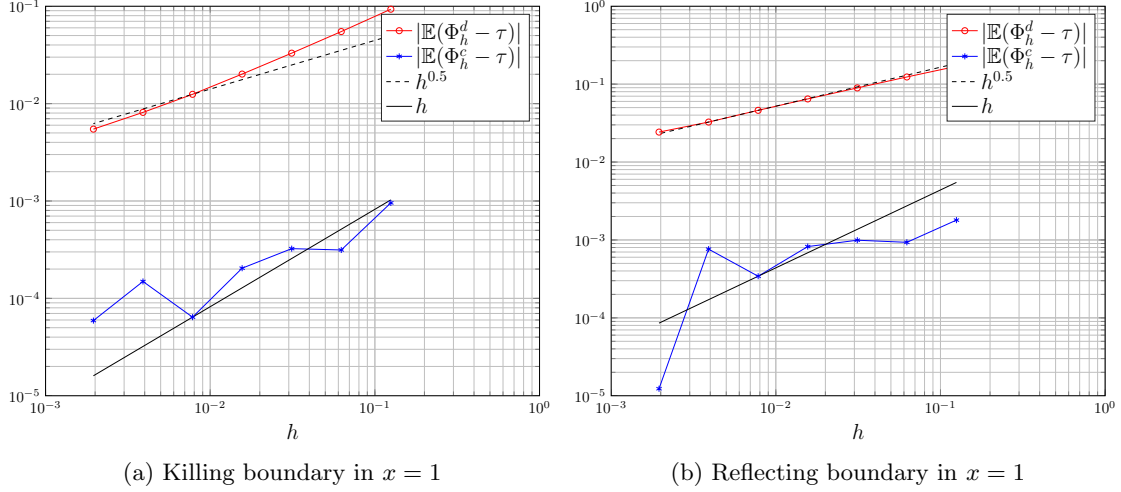 10^{-1}
10^{-2}
10^{-3}
10^{-4}
10^{-5}
10^{-3} 10^{-2} 10^{-1} 10^{0}
h
|𝔼(Φ_h^d − τ)|
|𝔼(Φ_h^c − τ)|
h^{0.5}
h
(a) Killing boundary in x = 1
10^{0}
10^{-1}
10^{-2}
10^{-3}
10^{-4}
10^{-5}
10^{-3} 10^{-2} 10^{-1} 10^{0}
h
|𝔼(Φ_h^d − τ)|
|𝔼(Φ_h^c − τ)|
h^{0.5}
h
(b) Reflecting boundary in x = 1